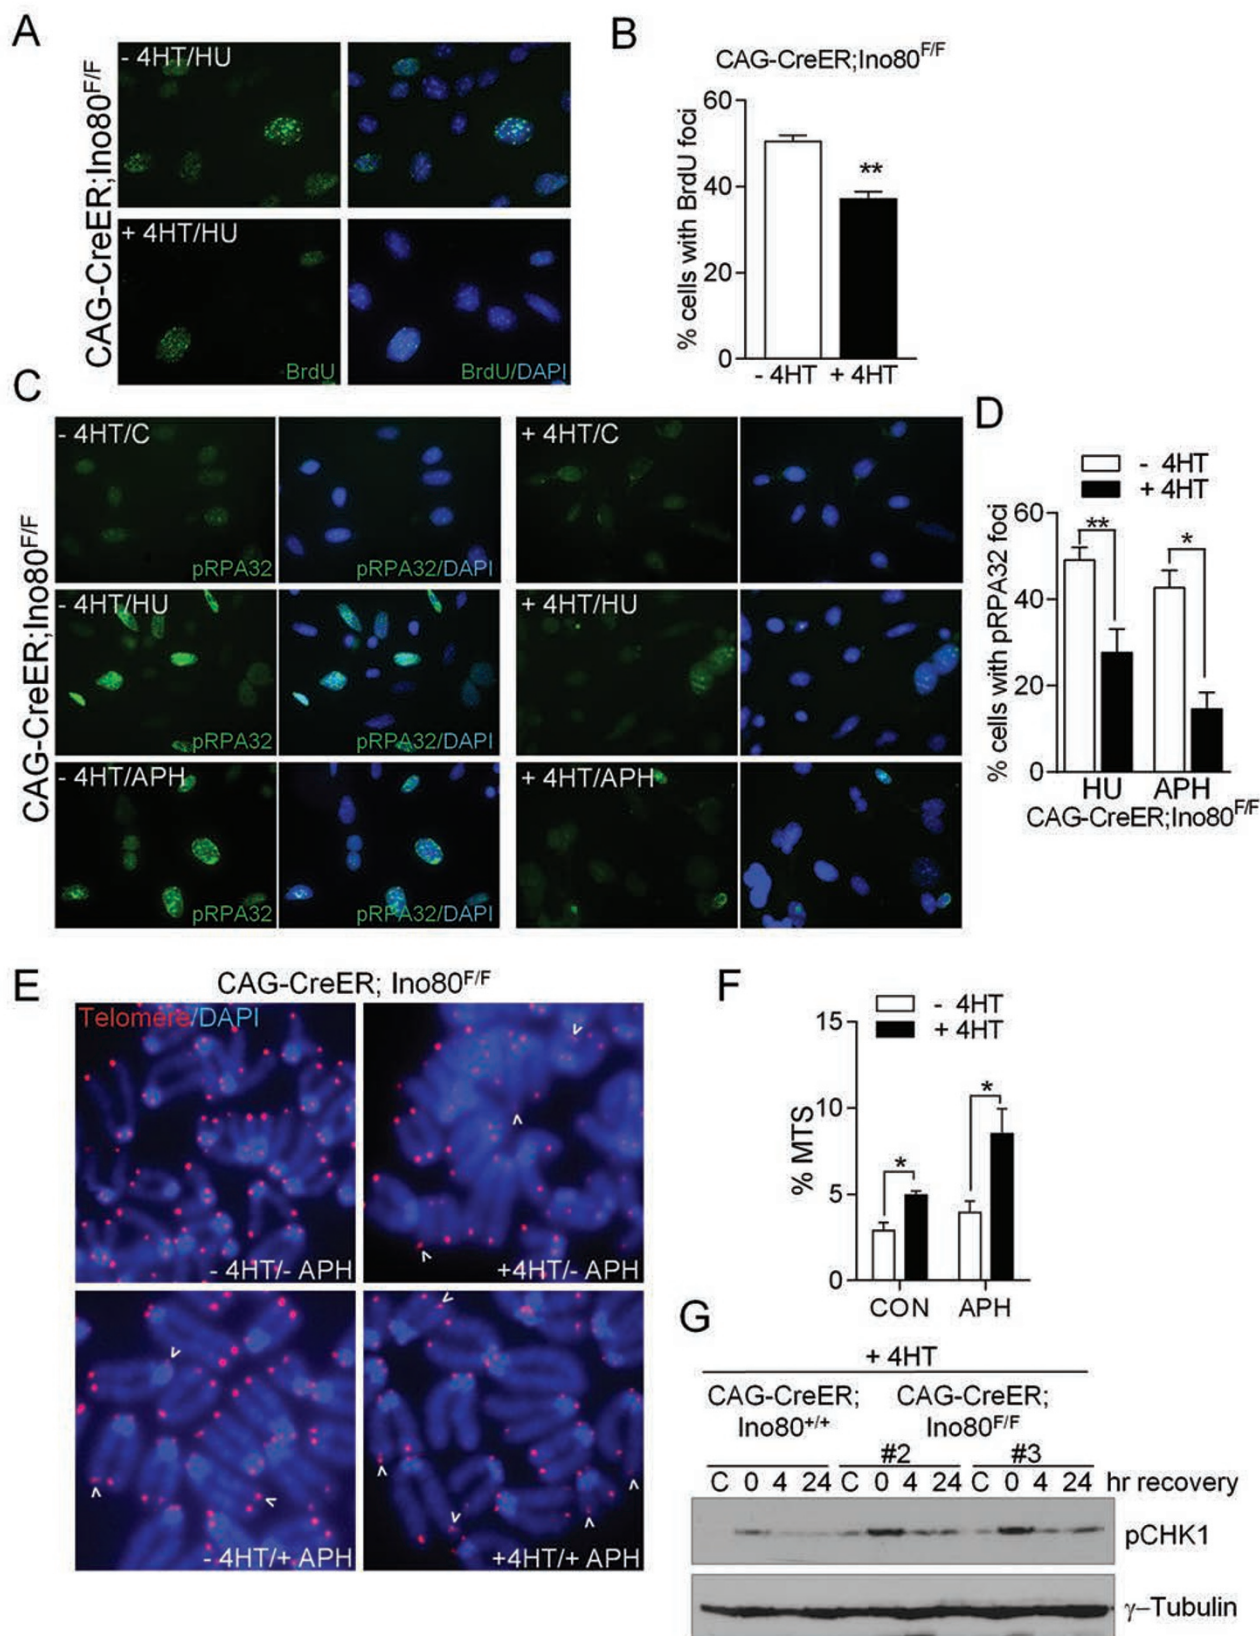 A
CAG-CreER;Ino80F/F
- 4HT/HU
+ 4HT/HU
BrdU
BrdU/DAPI
B
CAG-CreER;Ino80F/F
% cells with BrdU foci
60
40
20
0
**
- 4HT + 4HT
C
CAG-CreER;Ino80F/F
- 4HT/C
pRPA32
pRPA32/DAPI
+ 4HT/C
- 4HT/HU
pRPA32
pRPA32/DAPI
+ 4HT/HU
- 4HT/APH
pRPA32
pRPA32/DAPI
+ 4HT/APH
D
- 4HT
+ 4HT
% cells with pRPA32 foci
60
40
20
0
**
*
HU APH
CAG-CreER;Ino80F/F
E
CAG-CreER; Ino80F/F
Telomere/DAPI
- 4HT/- APH
+4HT/- APH
- 4HT/+ APH
+4HT/+ APH
F
- 4HT
+ 4HT
% MTS
15
10
5
0
*
*
CON APH
G
+ 4HT
CAG-CreER; CAG-CreER;
Ino80+/+ Ino80F/F
#2 #3
C 0 4 24 C 0 4 24 C 0 4 24 hr recovery
pCHK1
γ–Tubulin